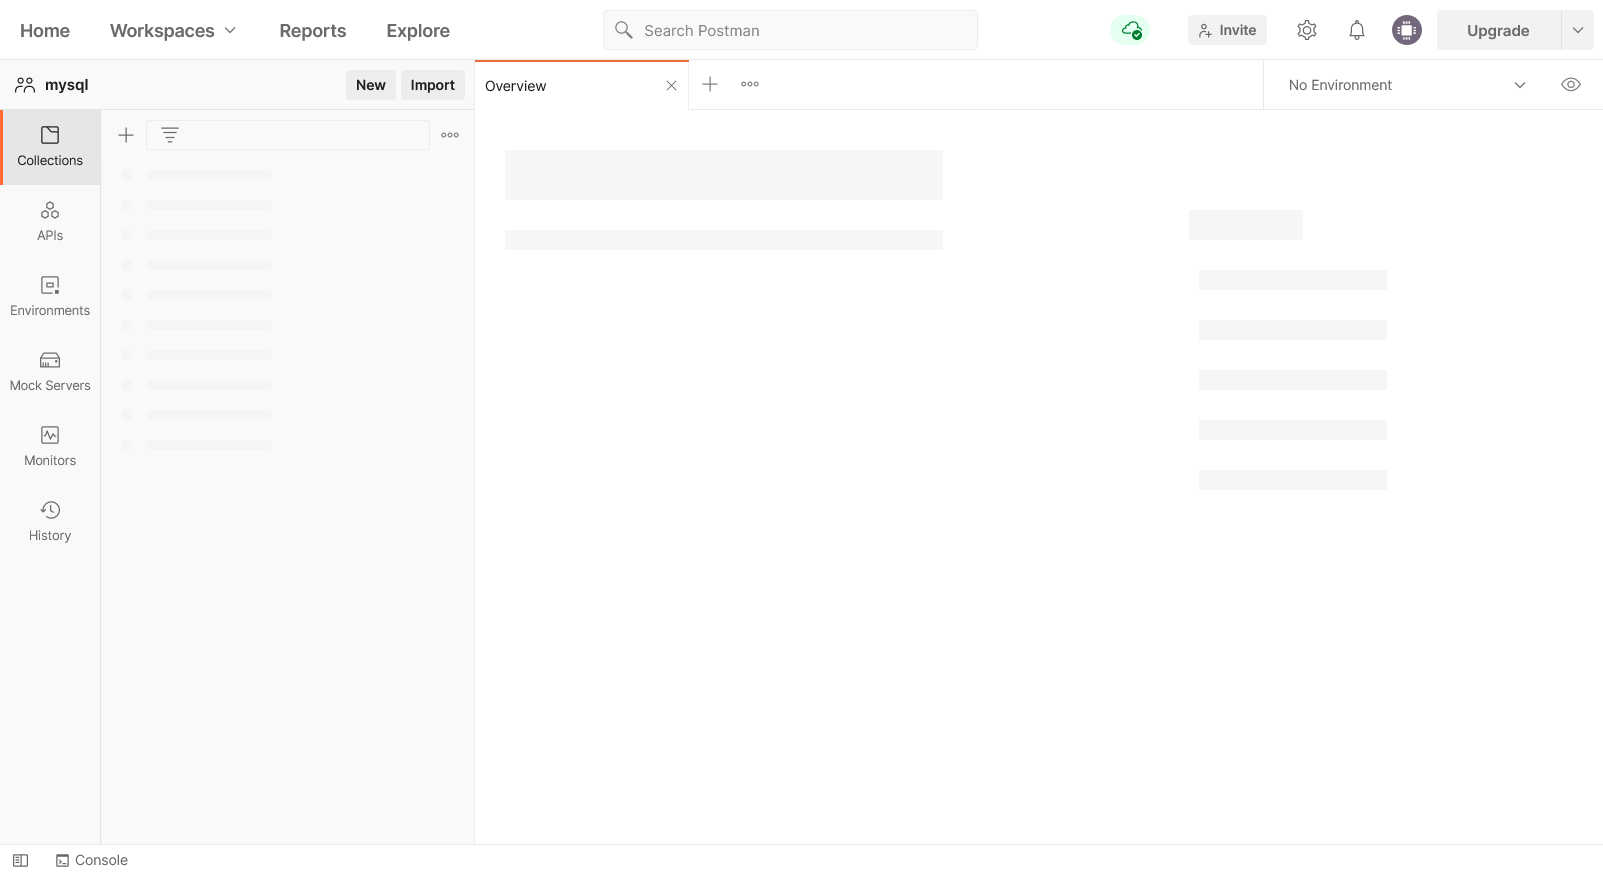 Home Workspaces Reports Explore Search Postman Invite Upgrade
mysql New Import Overview No Environment
Collections
APIs
Environments
Mock Servers
Monitors
History
Console